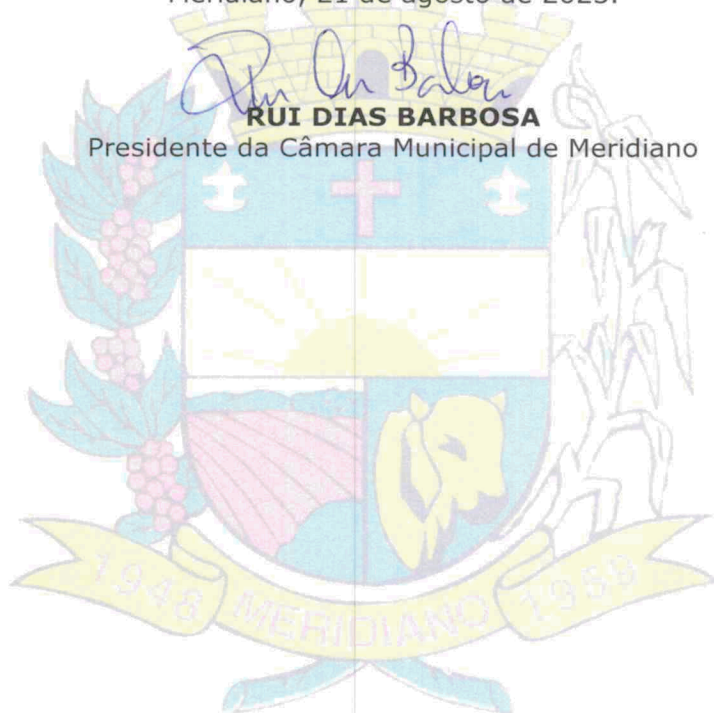 Meridiano, 21 de agosto de 2023.
RUI DIAS BARBOSA
Presidente da Câmara Municipal de Meridiano
1948 MERIDIANO 1959